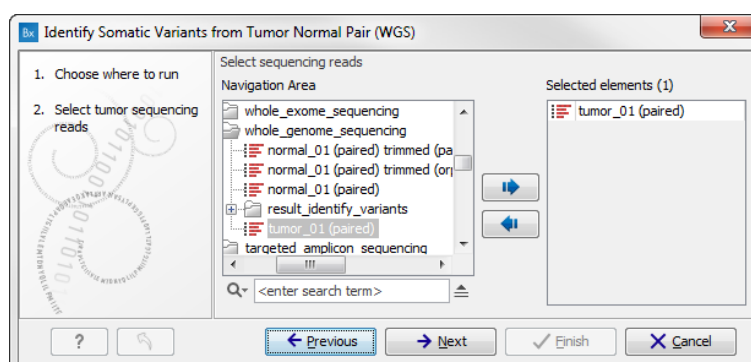 Bx Identify Somatic Variants from Tumor Normal Pair (WGS)
1. Choose where to run
2. Select tumor sequencing
reads
Select sequencing reads
Navigation Area
whole_exome_sequencing
whole_genome_sequencing
normal_01 (paired) trimmed (pa
normal_01 (paired) trimmed (orp
normal_01 (paired)
result_identify_variants
tumor_01 (paired)
targeted_amplicon_sequencing
<enter search term>
Selected elements (1)
tumor_01 (paired)
?
Previous
Next
Finish
Cancel